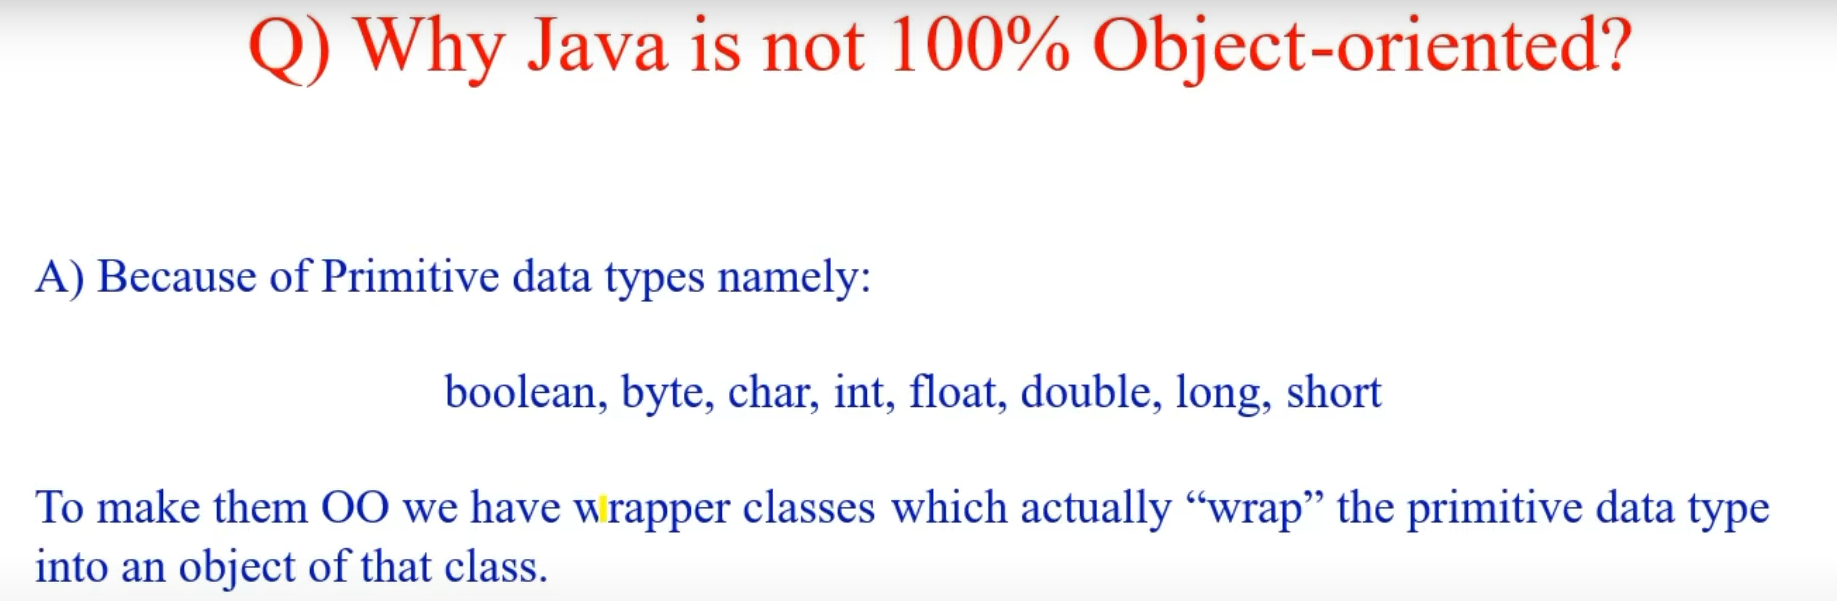 Q) Why Java is not 100% Object-oriented?
A) Because of Primitive data types namely:
boolean, byte, char, int, float, double, long, short
To make them OO we have wrapper classes which actually “wrap” the primitive data type
into an object of that class.